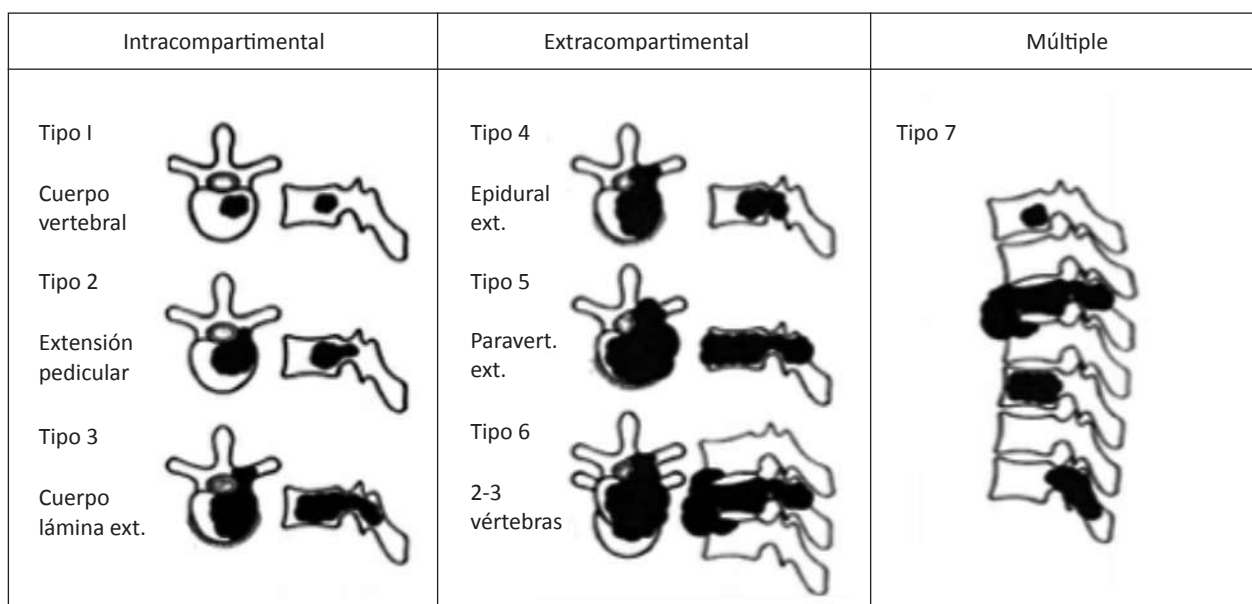 Intracompartimental
Extracompartimental
Múltiple
Tipo I
Cuerpo
vertebral
Tipo 2
Extensión
pedicular
Tipo 3
Cuerpo
lámina ext.
Tipo 4
Epidural
ext.
Tipo 5
Paravert.
ext.
Tipo 6
2-3
vértebras
Tipo 7